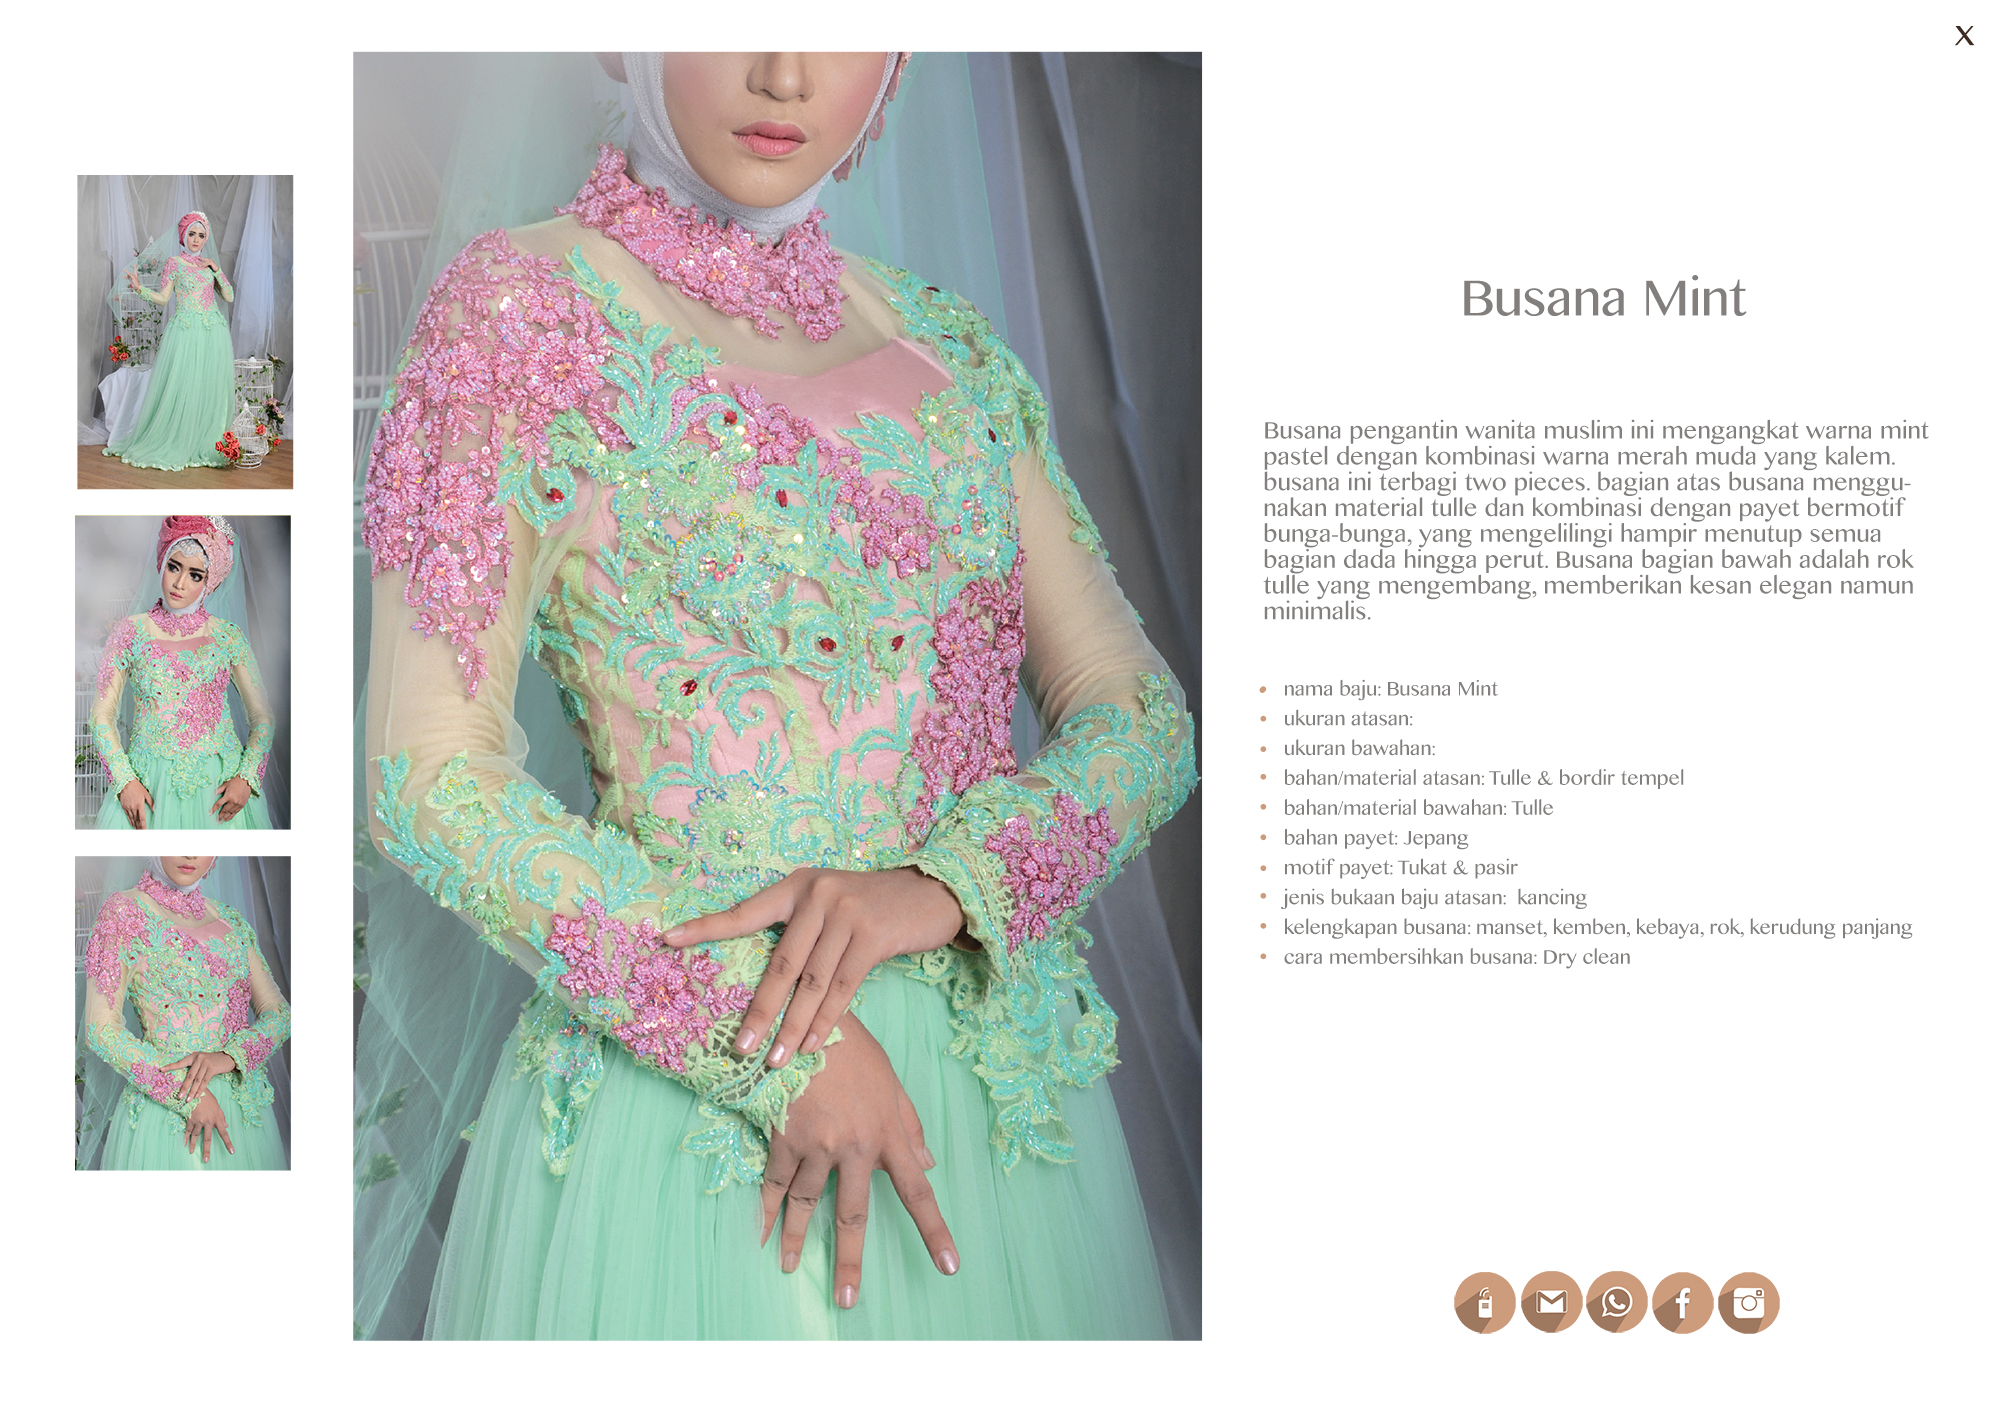 X
Busana Mint
Busana pengantin wanita muslim ini mengangkat warna mint
pastel dengan kombinasi warna merah muda yang kalem.
busana ini terbagi two pieces. bagian atas busana menggu-
nakan material tulle dan kombinasi dengan payet bermotif
bunga-bunga, yang mengelilingi hampir menutup semua
bagian dada hingga perut. Busana bagian bawah adalah rok
tulle yang mengembang, memberikan kesan elegan namun
minimalis.
• nama baju: Busana Mint
• ukuran atasan:
• ukuran bawahan:
• bahan/material atasan: Tulle & bordir tempel
• bahan/material bawahan: Tulle
• bahan payet: Jepang
• motif payet: Tukat & pasir
• jenis bukaan baju atasan:  kancing
• kelengkapan busana: manset, kemben, kebaya, rok, kerudung panjang
• cara membersihkan busana: Dry clean